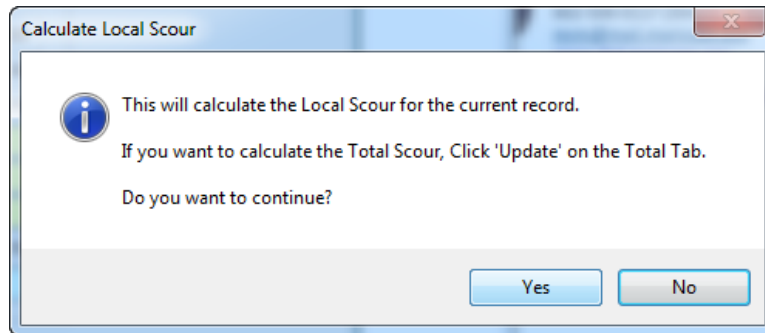 Calculate Local Scour
This will calculate the Local Scour for the current record.
If you want to calculate the Total Scour, Click 'Update' on the Total Tab.
Do you want to continue?
Yes
No